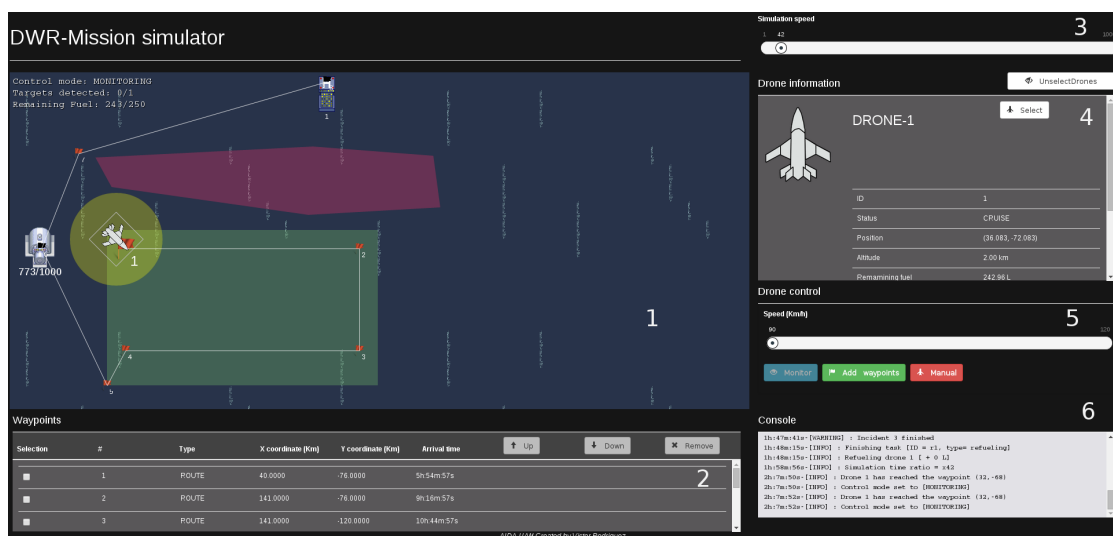 DWR-Mission simulator
Simulation speed
3
1 42 100
Control mode: MONITORING
Targets detected: 0/1
Remaining Fuel: 243/250
1
773/1000
1
2
3
4
5
1
Drone information
UnselectDrones
DRONE-1
Select
4
ID 1
Status CPUISE
Position (36.083, -72.083)
Altitude 2.00 km
Pemamining fuel 242.96 L
Drone control
Speed (Km/h)
5
90 120
Monitor Add waypoints Manual
Waypoints
Selection # Type X coordinate (Km) Y coordinate (Km) Arrival time Up Down Remove
1 ROUTE 40.0000 -76.0000 5h:54m:57s
2 ROUTE 141.0000 -76.0000 9h:16m:57s
3 ROUTE 141.0000 -120.0000 10h:44m:57s
2
Console
6
1h:47m:41s-[WARNING] : Incident 3 finished
1h:48m:15s-[INFO] : Finishing task [ID = r1, type= refueling]
1h:48m:15s-[INFO] : Refueling drone 1 [ + 0 L]
1h:58m:56s-[INFO] : Simulation time ratio = x42
2h:7m:50s-[INFO] : Drone 1 has reached the waypoint (32,-68)
2h:7m:50s-[INFO] : Control mode set to [MONITORING]
2h:7m:52s-[INFO] : Drone 1 has reached the waypoint (32,-68)
2h:7m:52s-[INFO] : Control mode set to [MONITORING]